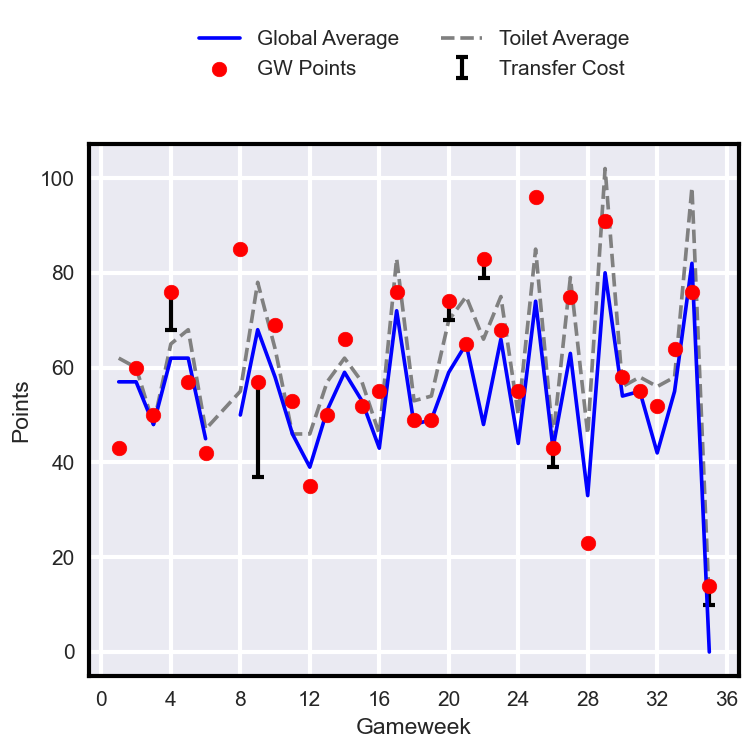 Global Average
Toilet Average
GW Points
Transfer Cost
100
80
60
40
20
0
Points
0 4 8 12 16 20 24 28 32 36
Gameweek